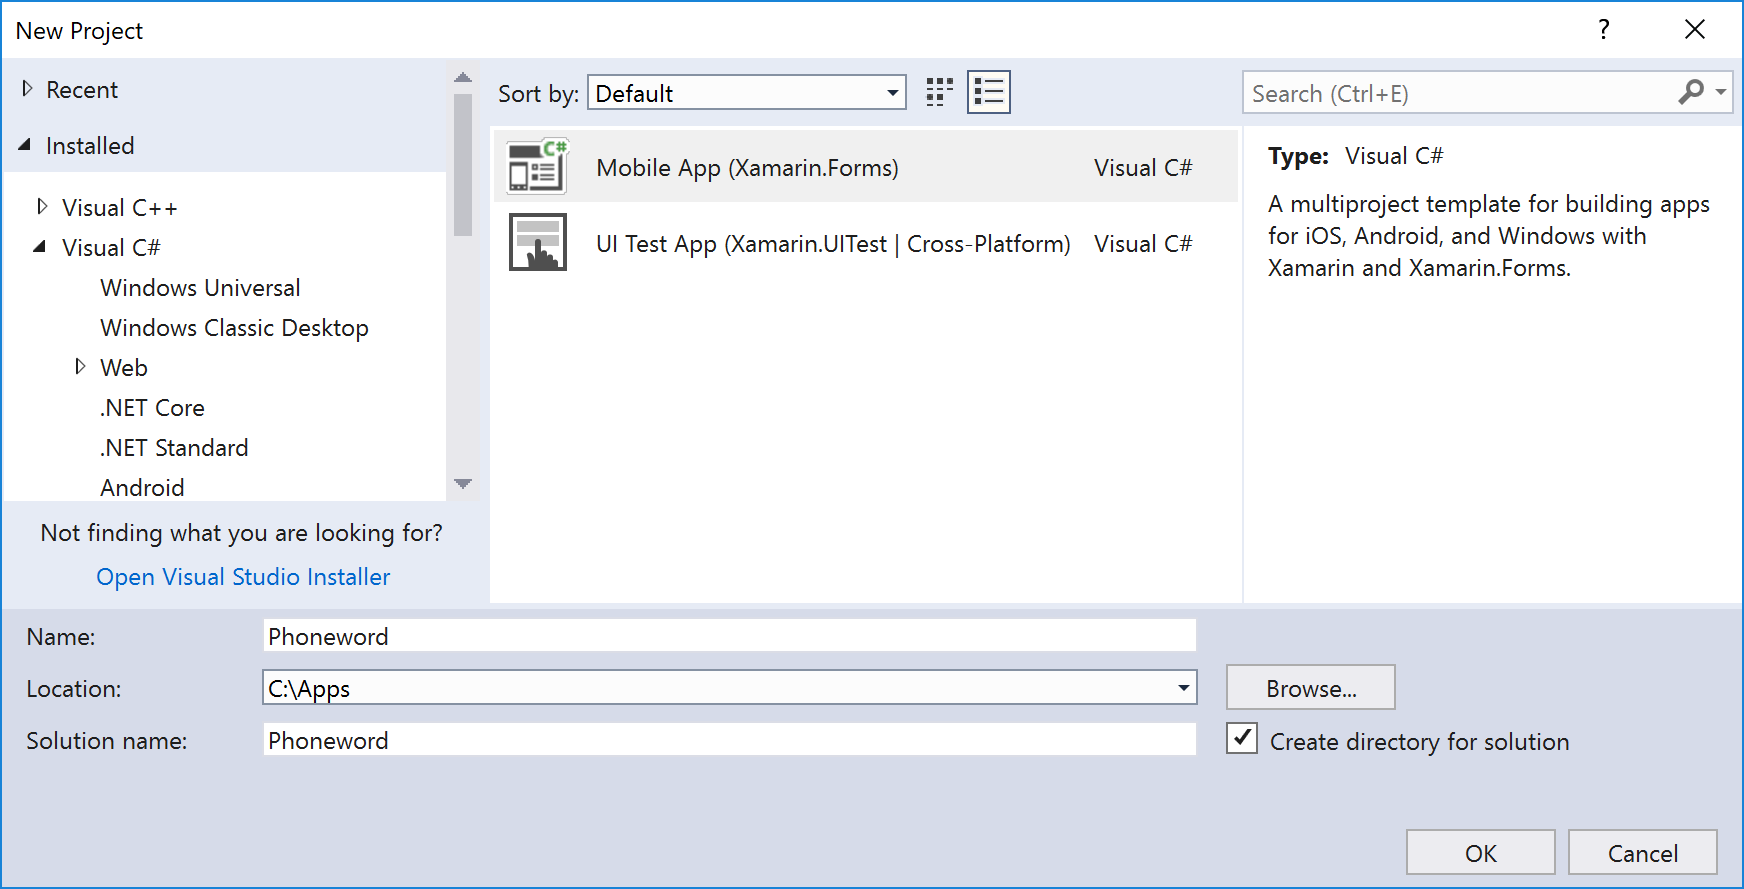 New Project
?
Recent
Installed
Visual C++
Visual C#
Windows Universal
Windows Classic Desktop
Web
.NET Core
.NET Standard
Android
Not finding what you are looking for?
Open Visual Studio Installer
Sort by: Default
C# Mobile App (Xamarin.Forms) Visual C#
UI Test App (Xamarin.UITest | Cross-Platform) Visual C#
Search (Ctrl+E)
Type: Visual C#
A multiproject template for building apps
for iOS, Android, and Windows with
Xamarin and Xamarin.Forms.
Name: Phoneword
Location: C:\Apps Browse...
Solution name: Phoneword Create directory for solution
OK Cancel